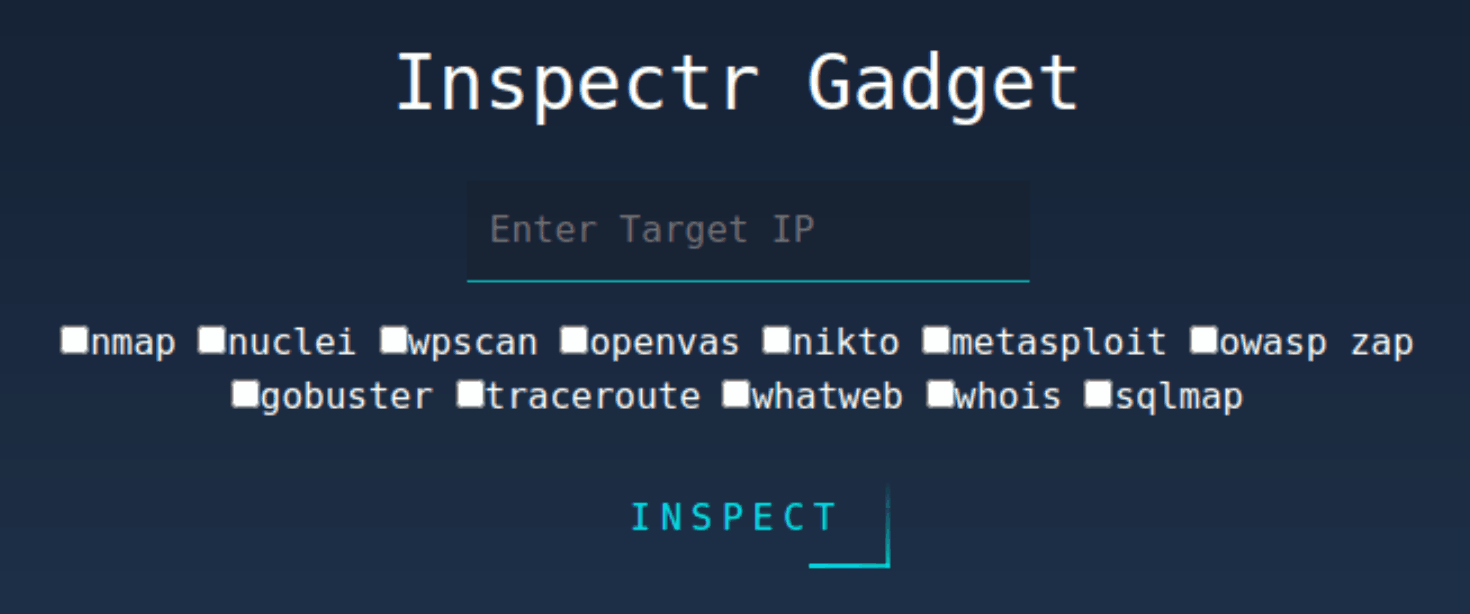 Inspectr Gadget
Enter Target IP
nmap nuclei wpscan openvas nikto metasploit owasp zap
gobuster traceroute whatweb whois sqlmap
INSPECT